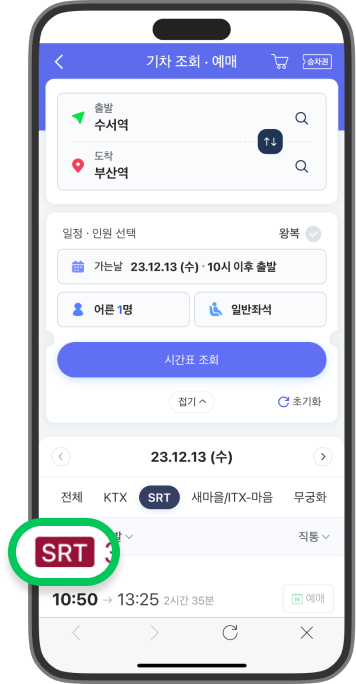 기차 조회 · 예매
승차권
출발
수서역
도착
부산역
일정 · 인원 선택
왕복
가는날 23.12.13 (수) · 10시 이후 출발
어른 1명
일반좌석
시간표 조회
접기
초기화
23.12.13 (수)
전체 KTX SRT 새마을/ITX-마음 무궁화
직통
SRT
10:50 → 13:25 2시간 35분
예매